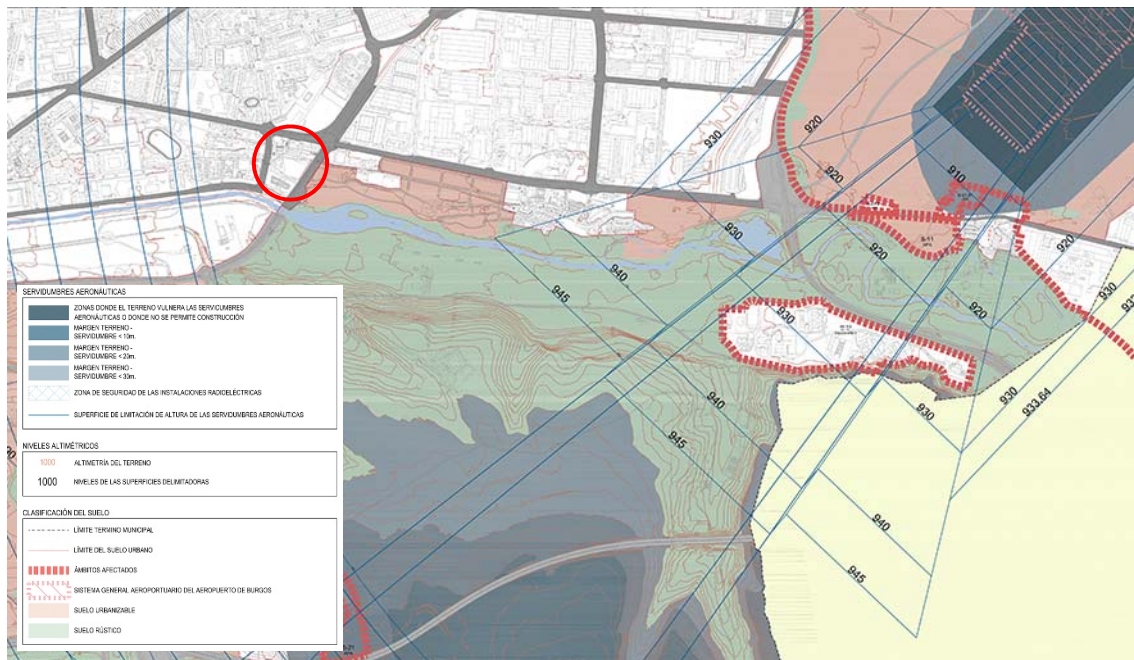 930
920
920
910
920
930
S-11
920
930
940
945
930
920
930
930
940
930
933.64
945
940
945
SERVIDUMBRES AERONÁUTICAS
ZONAS DONDE EL TERRENO VULNERA LAS SERVIDUMBRES
AERONÁUTICAS O DONDE NO SE PERMITE CONSTRUCCIÓN
MARGEN TERRENO -
SERVIDUMBRE < 10m.
MARGEN TERRENO -
SERVIDUMBRE < 20m.
MARGEN TERRENO -
SERVIDUMBRE < 30m.
ZONA DE SEGURIDAD DE LAS INSTALACIONES RADIOELÉCTRICAS
SUPERFICIE DE LIMITACIÓN DE ALTURA DE LAS SERVIDUMBRES AERONÁUTICAS
NIVELES ALTIMÉTRICOS
1000 ALTIMETRÍA DEL TERRENO
1000 NIVELES DE LAS SUPERFICIES DELIMITADORAS
CLASIFICACIÓN DEL SUELO
LÍMITE TERMINO MUNICIPAL
LÍMITE DEL SUELO URBANO
ÁMBITOS AFECTADOS
SISTEMA GENERAL AEROPORTUARIO DEL AEROPUERTO DE BURGOS
SUELO URBANIZABLE
SUELO RÚSTICO